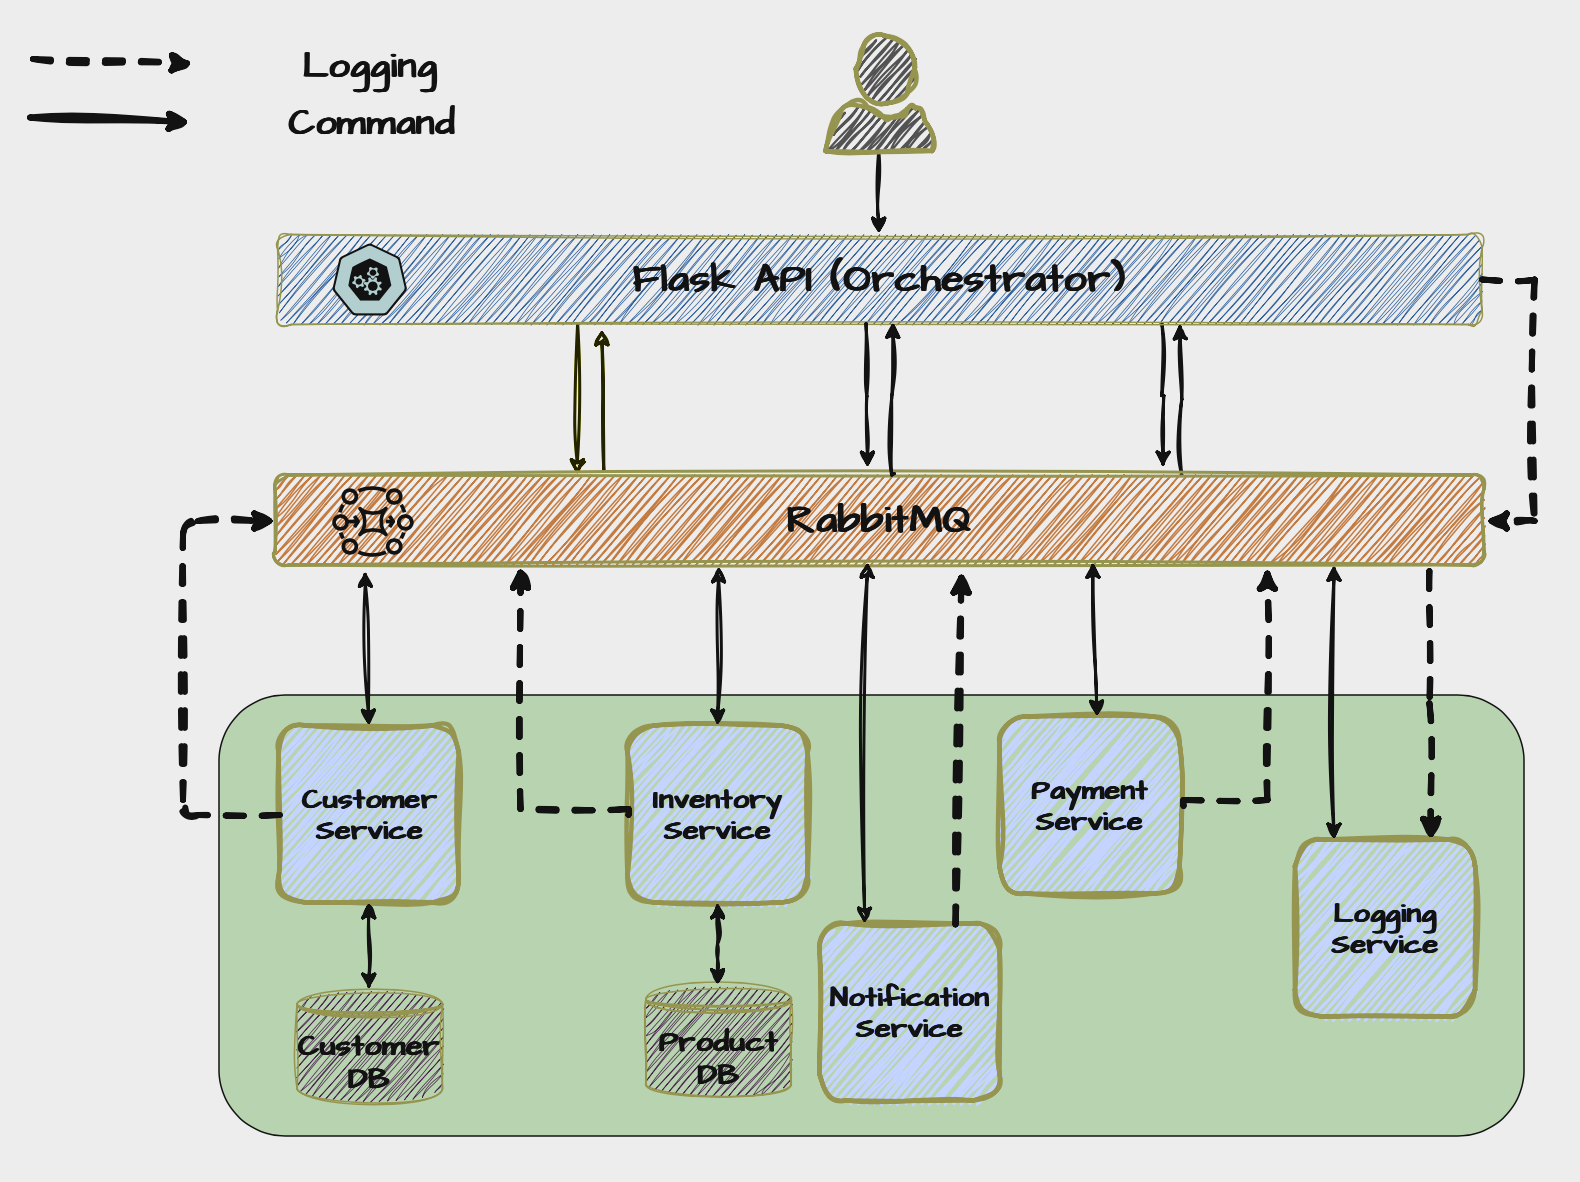 Logging
Command
Flask API (Orchestrator)
RabbitMQ
Customer
Service
Inventory
Service
Payment
Service
Logging
Service
Notification
Service
Customer
DB
Product
DB